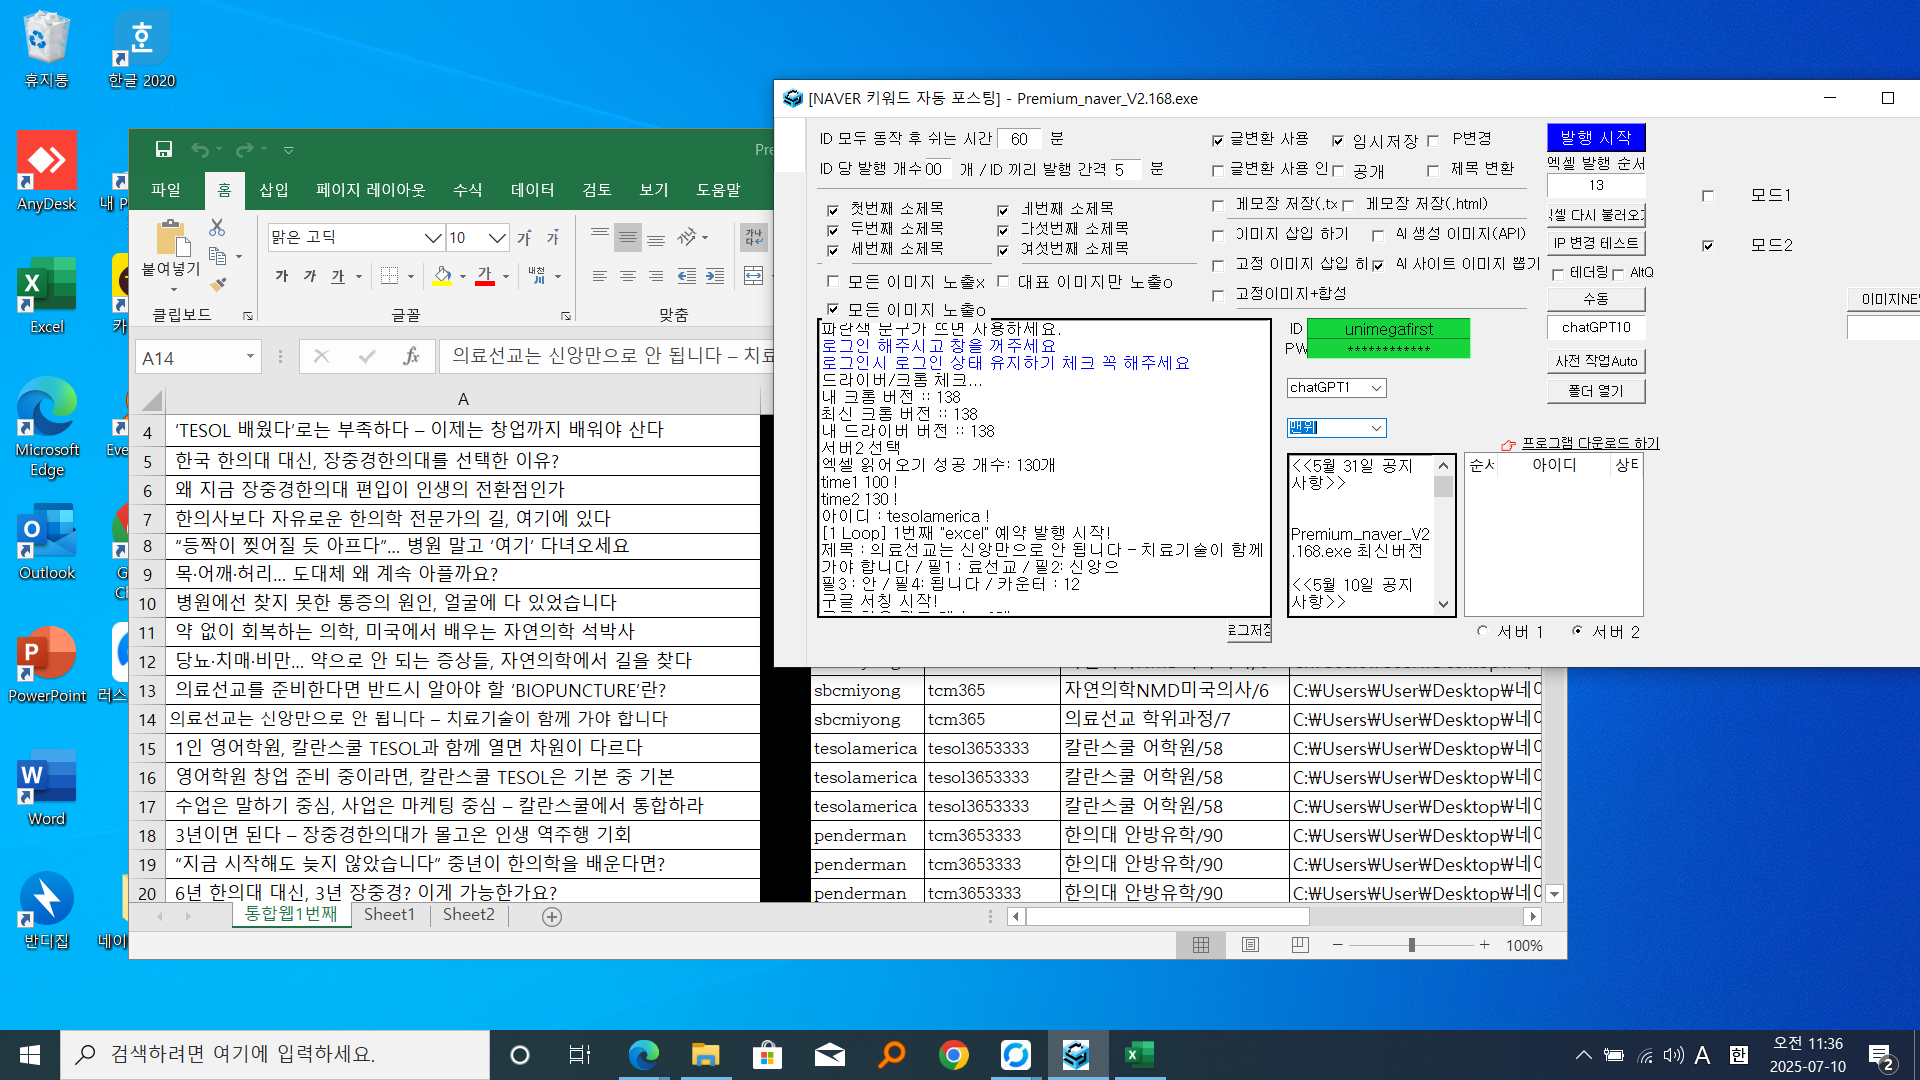 휴지통
한글 2020
AnyDesk
내 P
Excel
카
Microsoft Edge
Eve
Outlook
G
Cl
PowerPoint
러스
Word
반디집
네이
Pre
파일 홈 삽입 페이지 레이아웃 수식 데이터 검토 보기 도움말
붙여넣기
맑은 고딕 10
가 가 가 가 가 내천
클립보드 글꼴 맞춤
A14 fx 의료선교는 신앙만으로 안 됩니다 – 치료
A
4 ‘TESOL 배웠다’로는 부족하다 – 이제는 창업까지 배워야 산다
5 한국 한의대 대신, 장중경한의대를 선택한 이유?
6 왜 지금 장중경한의대 편입이 인생의 전환점인가
7 한의사보다 자유로운 한의학 전문가의 길, 여기에 있다
8 “등짝이 찢어질 듯 아프다”… 병원 말고 ‘여기’ 다녀오세요
9 목·어깨·허리… 도대체 왜 계속 아플까요?
10 병원에선 찾지 못한 통증의 원인, 얼굴에 다 있었습니다
11 약 없이 회복하는 의학, 미국에서 배우는 자연의학 석박사
12 당뇨·치매·비만… 약으로 안 되는 증상들, 자연의학에서 길을 찾다
13 의료선교를 준비한다면 반드시 알아야 할 ‘BIOPUNCTURE’란? sbcmiyong tcm365 자연의학NMD미국의사/6 C:₩Users₩User₩Desktop₩네이
14 의료선교는 신앙만으로 안 됩니다 – 치료기술이 함께 가야 합니다 sbcmiyong tcm365 의료선교 학위과정/7 C:₩Users₩User₩Desktop₩네이
15 1인 영어학원, 칼란스쿨 TESOL과 함께 열면 차원이 다르다 tesolamerica tesol3653333 칼란스쿨 어학원/58 C:₩Users₩User₩Desktop₩네이
16 영어학원 창업 준비 중이라면, 칼란스쿨 TESOL은 기본 중 기본 tesolamerica tesol3653333 칼란스쿨 어학원/58 C:₩Users₩User₩Desktop₩네이
17 수업은 말하기 중심, 사업은 마케팅 중심 – 칼란스쿨에서 통합하라 tesolamerica tesol3653333 칼란스쿨 어학원/58 C:₩Users₩User₩Desktop₩네이
18 3년이면 된다 – 장중경한의대가 몰고온 인생 역주행 기회 penderman tcm3653333 한의대 안방유학/90 C:₩Users₩User₩Desktop₩네이
19 “지금 시작해도 늦지 않았습니다” 중년이 한의학을 배운다면? penderman tcm3653333 한의대 안방유학/90 C:₩Users₩User₩Desktop₩네이
20 6년 한의대 대신, 3년 장중경? 이게 가능한가요? penderman tcm3653333 한의대 안방유학/90 C:₩Users₩User₩Desktop₩네이
통합웹1번째 Sheet1 Sheet2
100%
[NAVER 키워드 자동 포스팅] - Premium_naver_V2.168.exe
ID 모두 동작 후 쉬는 시간 60 분
ID 당 발행 개수 00 개 / ID 끼리 발행 간격 5 분
첫번째 소제목 네번째 소제목
두번째 소제목 다섯번째 소제목
세번째 소제목 여섯번째 소제목
모든 이미지 노출x 대표 이미지만 노출o
모든 이미지 노출o
글변환 사용 임시저장 P변경
글변환 사용 인 공개 제목 변환
메모장 저장(.tx 메모장 저장(.html)
이미지 삽입 하기 AI 생성 이미지(API)
고정 이미지 삽입 하 AI 사이트 이미지 뽑기
고정이미지+합성
파란색 문구가 뜨면 사용하세요.
로그인 해주시고 창을 꺼주세요
로그인시 로그인 상태 유지하기 체크 꼭 해주세요
드라이버/크롬 체크...
내 크롬 버전 :: 138
최신 크롬 버전 :: 138
내 드라이버 버전 :: 138
서버2 선택
엑셀 읽어오기 성공 개수: 130개
time1 100 !
time2 130 !
아이디 : tesolamerica !
[1 Loop] 1번째 "excel" 예약 발행 시작!
제목 : 의료선교는 신앙만으로 안 됩니다 – 치료기술이 함께
가야 합니다 / 필1 : 료선교 / 필2: 신앙으
필3 : 안 / 필4: 됩니다 / 카운터 : 12
구글 서칭 시작!
로그저장
ID unimegafirst
PW ************
chatGPT1
맨위
<<5월 31일 공지
사항>>
Premium_naver_V2
.168.exe 최신버전
<<5월 10일 공지
사항>>
발행 시작
엑셀 발행 순서
13
엑셀 다시 불러오기
IP 변경 테스트
테더링 AltQ
수동
chatGPT10
사전 작업Auto
폴더 열기
프로그램 다운로드 하기
순서 아이디 상태
서버 1 서버 2
모드1
모드2
이미지NEW
검색하려면 여기에 입력하세요.
A 한
오전 11:36
2025-07-10
2